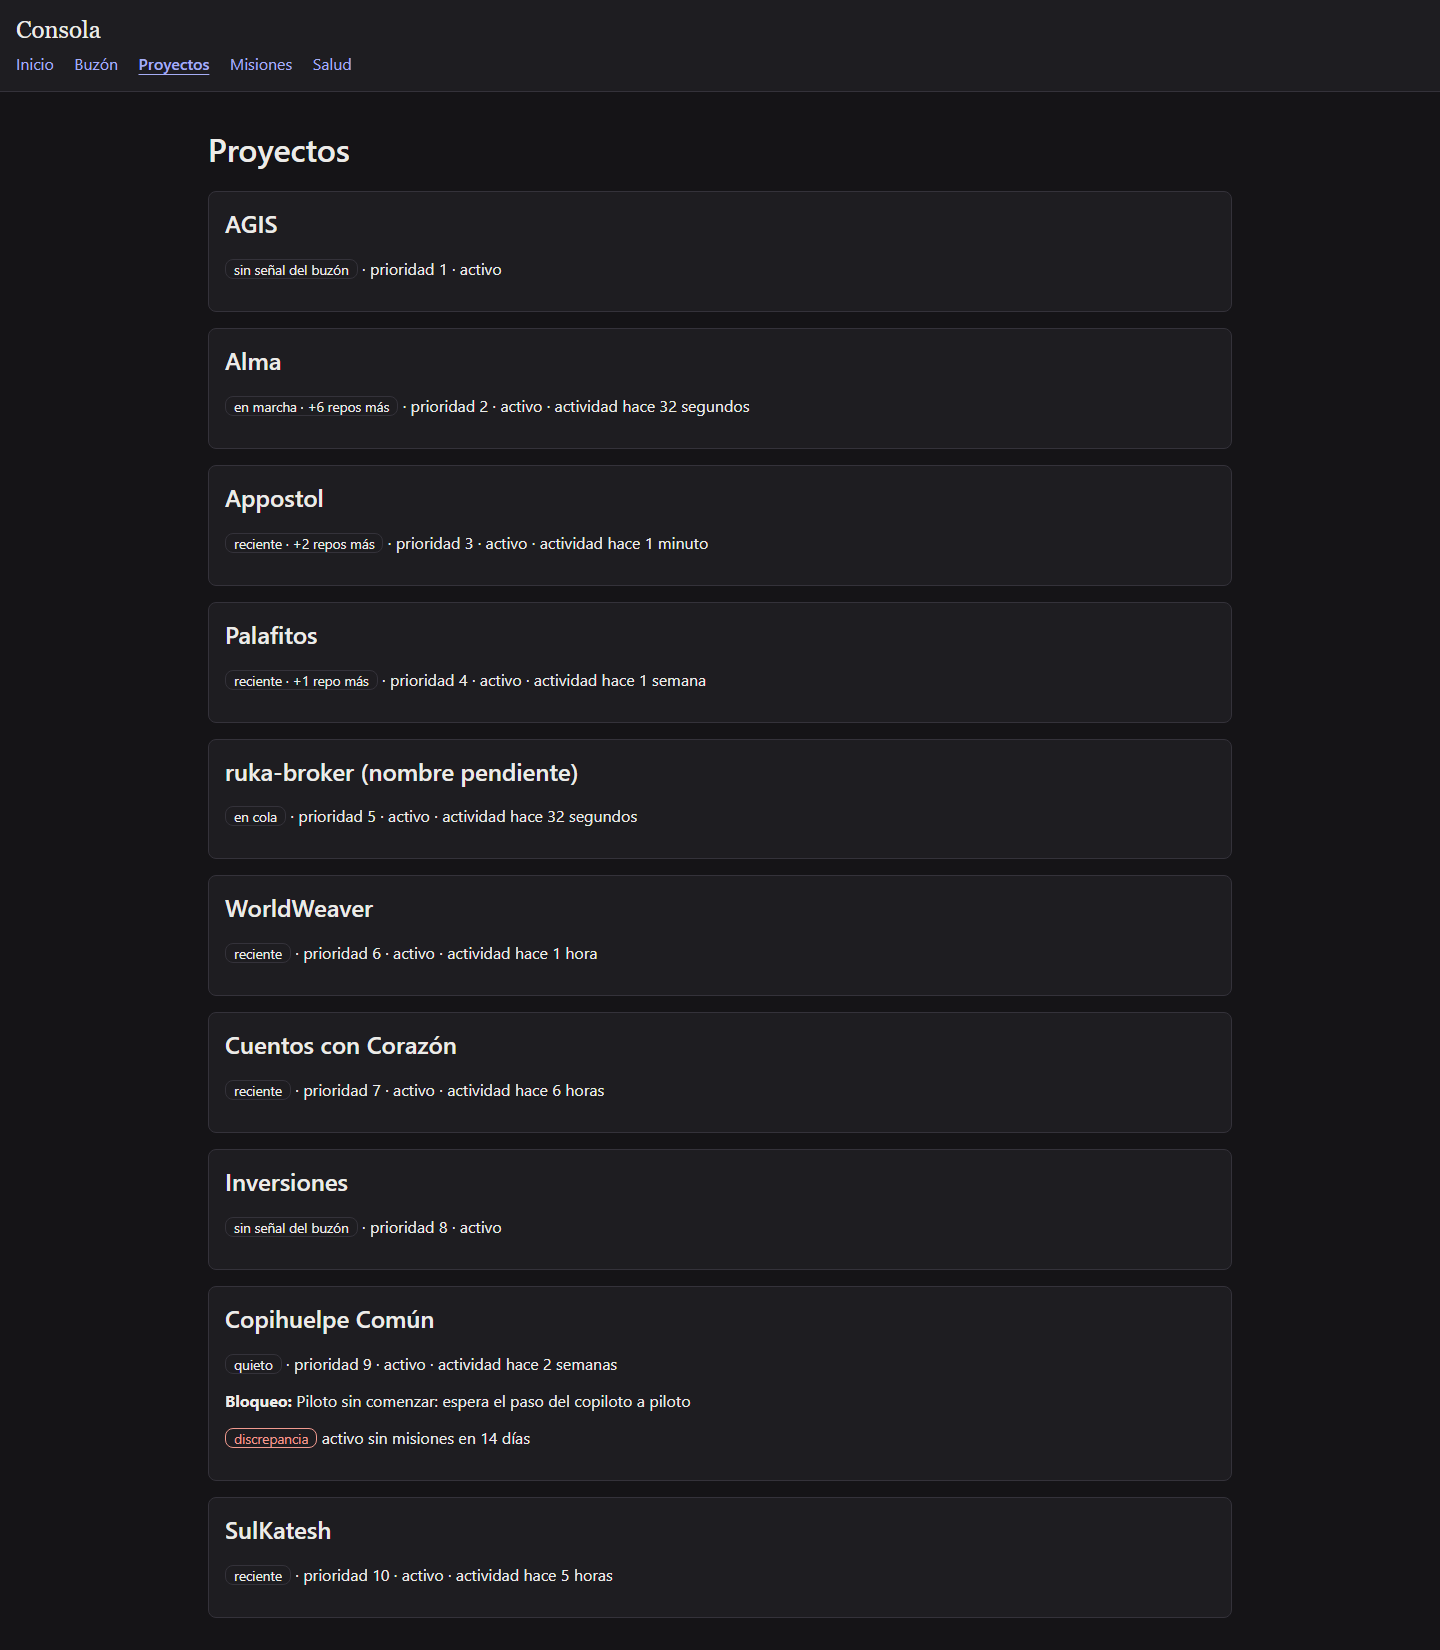 Consola
Inicio Buzón Proyectos Misiones Salud
Proyectos
AGIS
sin señal del buzón · prioridad 1 · activo
Alma
en marcha · +6 repos más · prioridad 2 · activo · actividad hace 32 segundos
Appostol
reciente · +2 repos más · prioridad 3 · activo · actividad hace 1 minuto
Palafitos
reciente · +1 repo más · prioridad 4 · activo · actividad hace 1 semana
ruka-broker (nombre pendiente)
en cola · prioridad 5 · activo · actividad hace 32 segundos
WorldWeaver
reciente · prioridad 6 · activo · actividad hace 1 hora
Cuentos con Corazón
reciente · prioridad 7 · activo · actividad hace 6 horas
Inversiones
sin señal del buzón · prioridad 8 · activo
Copihuelpe Común
quieto · prioridad 9 · activo · actividad hace 2 semanas
Bloqueo: Piloto sin comenzar: espera el paso del copiloto a piloto
discrepancia activo sin misiones en 14 días
SulKatesh
reciente · prioridad 10 · activo · actividad hace 5 horas